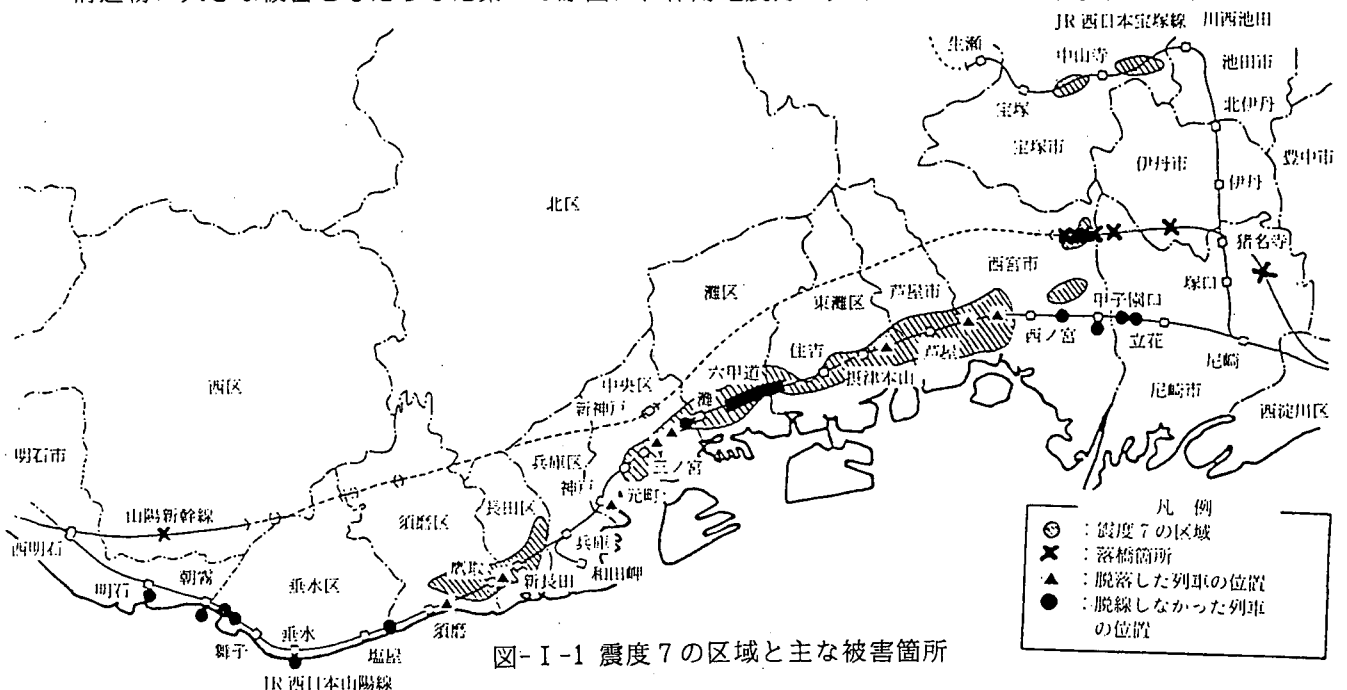 JR 西日本宝塚線 川西池田
生瀬
中山寺
池田市
宝塚
北伊丹
宝塚市
伊丹市
豊中市
伊丹
北区
猪名寺
西宮市
灘区
東灘区
芦屋市
塚口
甲子園口
西ノ宮
立花
住吉
芦屋
尼崎
六甲道
摂津本山
中央区
灘
新神戸
尼崎市
西区
西淀川区
明石市
兵庫区
三ノ宮
神戸
元町
山陽新幹線
須磨区
長田区
西明石
兵庫
鷹取
和田岬
朝霧
新長田
明石
垂水区
須磨
舞子
垂水
塩屋
JR 西日本山陽線
凡 例
：震度７の区域
：落橋箇所
：脱落した列車の位置
：脱線しなかった列車
の位置
図-Ⅰ-1 震度７の区域と主な被害箇所